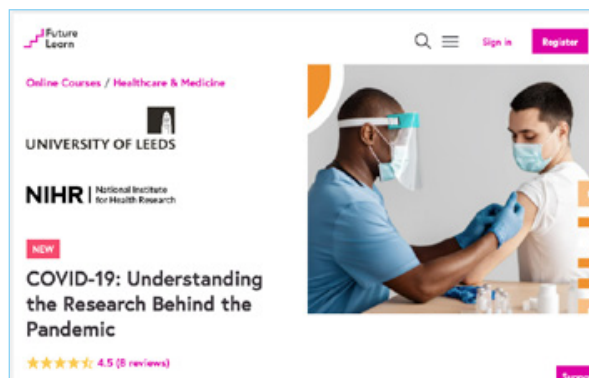 Future
Learn
Sign in
Register
Online Courses / Healthcare & Medicine
UNIVERSITY OF LEEDS
NIHR | National Institute
for Health Research
NEW
COVID-19: Understanding
the Research Behind the
Pandemic
4.5 (8 reviews)